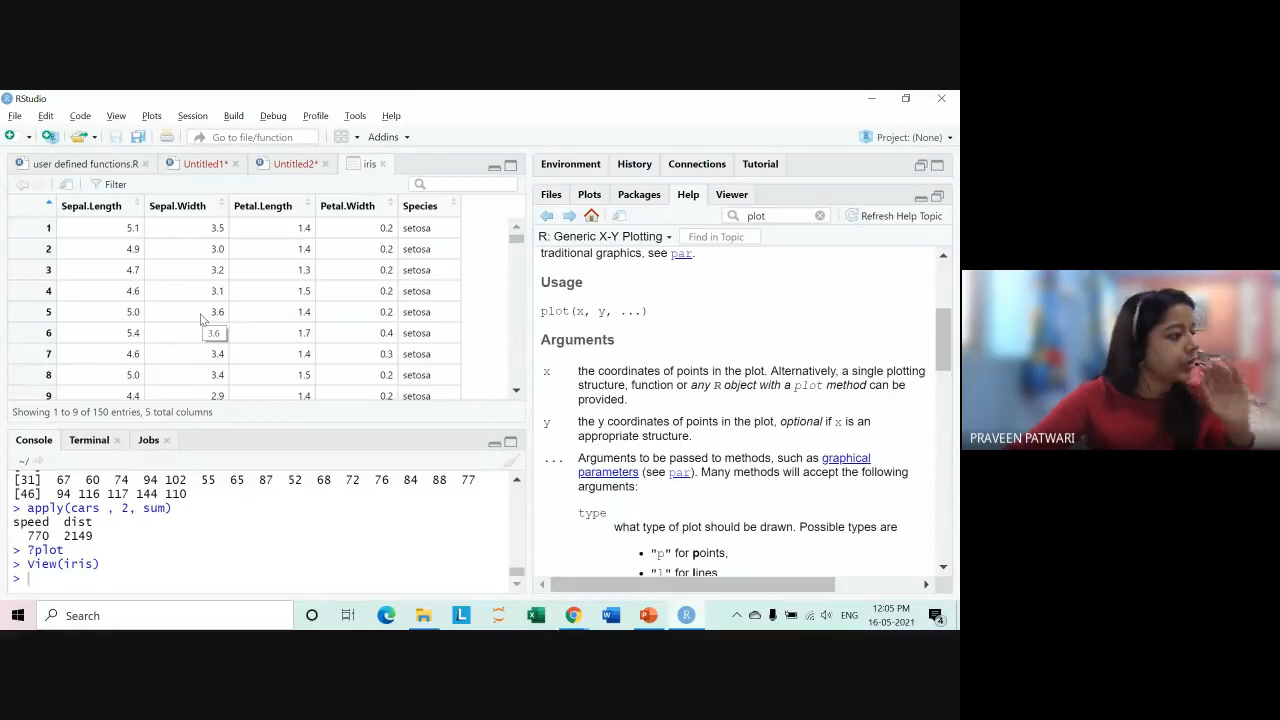 RStudio
File Edit Code View Plots Session Build Debug Profile Tools Help
Go to file/function Addins Project: (None)
user defined functions.R Untitled1* Untitled2* iris
Filter
Sepal.Length Sepal.Width Petal.Length Petal.Width Species
1 5.1 3.5 1.4 0.2 setosa
2 4.9 3.0 1.4 0.2 setosa
3 4.7 3.2 1.3 0.2 setosa
4 4.6 3.1 1.5 0.2 setosa
5 5.0 3.6 1.4 0.2 setosa
6 5.4 3.6 1.7 0.4 setosa
7 4.6 3.4 1.4 0.3 setosa
8 5.0 3.4 1.5 0.2 setosa
9 4.4 2.9 1.4 0.2 setosa
Showing 1 to 9 of 150 entries, 5 total columns
Console Terminal Jobs
~/
[31] 67 60 74 94 102 55 65 87 52 68 72 76 84 88 77
[46] 94 116 117 144 110
> apply(cars , 2, sum)
speed dist
770 2149
> ?plot
> View(iris)
>
Environment History Connections Tutorial
Files Plots Packages Help Viewer
plot Refresh Help Topic
R: Generic X-Y Plotting Find in Topic
traditional graphics, see par.
Usage
plot(x, y, ...)
Arguments
x the coordinates of points in the plot. Alternatively, a single plotting
structure, function or any R object with a plot method can be
provided.
y the y coordinates of points in the plot, optional if x is an
appropriate structure.
... Arguments to be passed to methods, such as graphical
parameters (see par). Many methods will accept the following
arguments:
type
what type of plot should be drawn. Possible types are
• "p" for points,
• "l" for lines
PRAVEEN PATWARI
Search
ENG
12:05 PM
16-05-2021
4